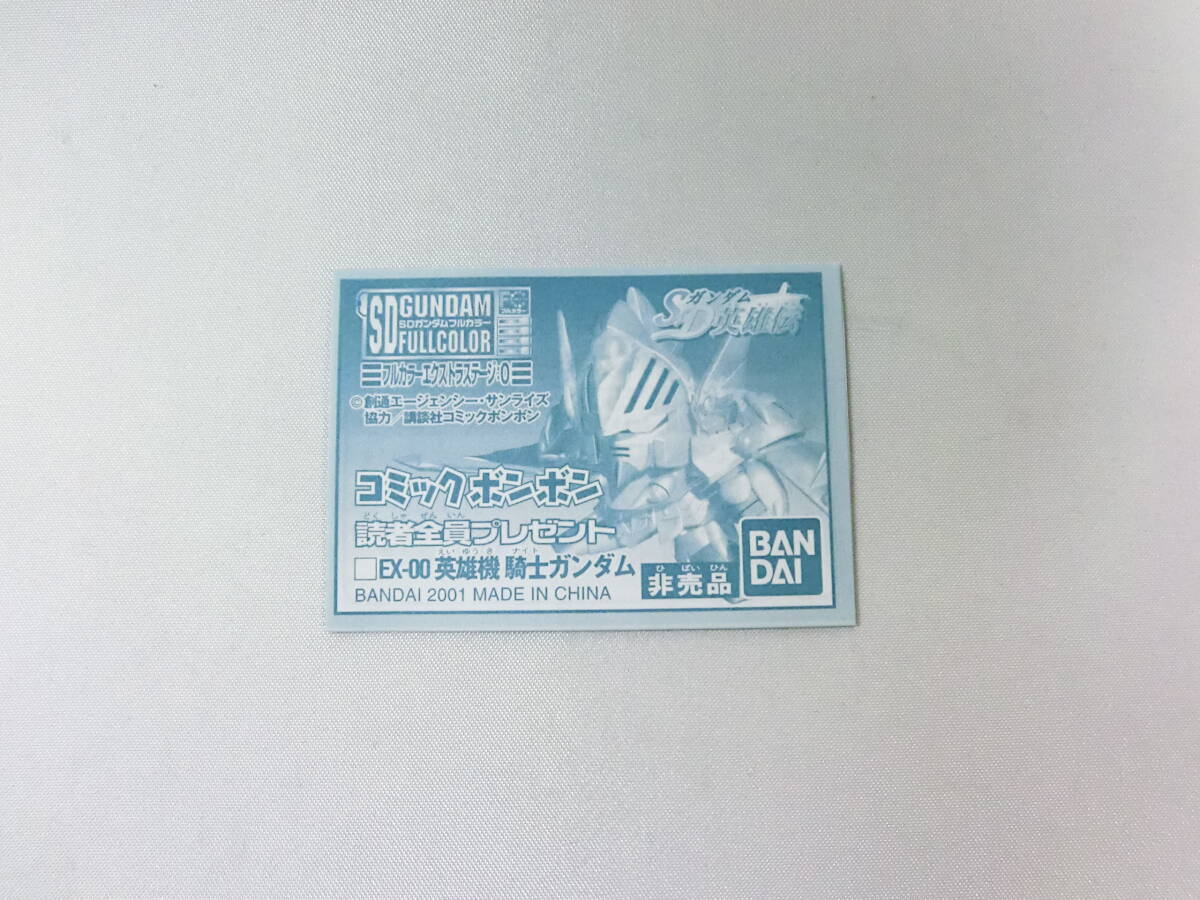 SD GUNDAM
SDガンダムフルカラー
FULLCOLOR
フルカラー
フルカラーエクストラステージ:0
©創通エージェンシー・サンライズ
協力/講談社コミックボンボン
ガンダム
SD英雄伝
コミックボンボン
どくしゃぜんいん
読者全員プレゼント
えいゆうき ナイト
□EX-00 英雄機 騎士ガンダム
BANDAI 2001 MADE IN CHINA
ひばいひん
非売品
BAN
DAI